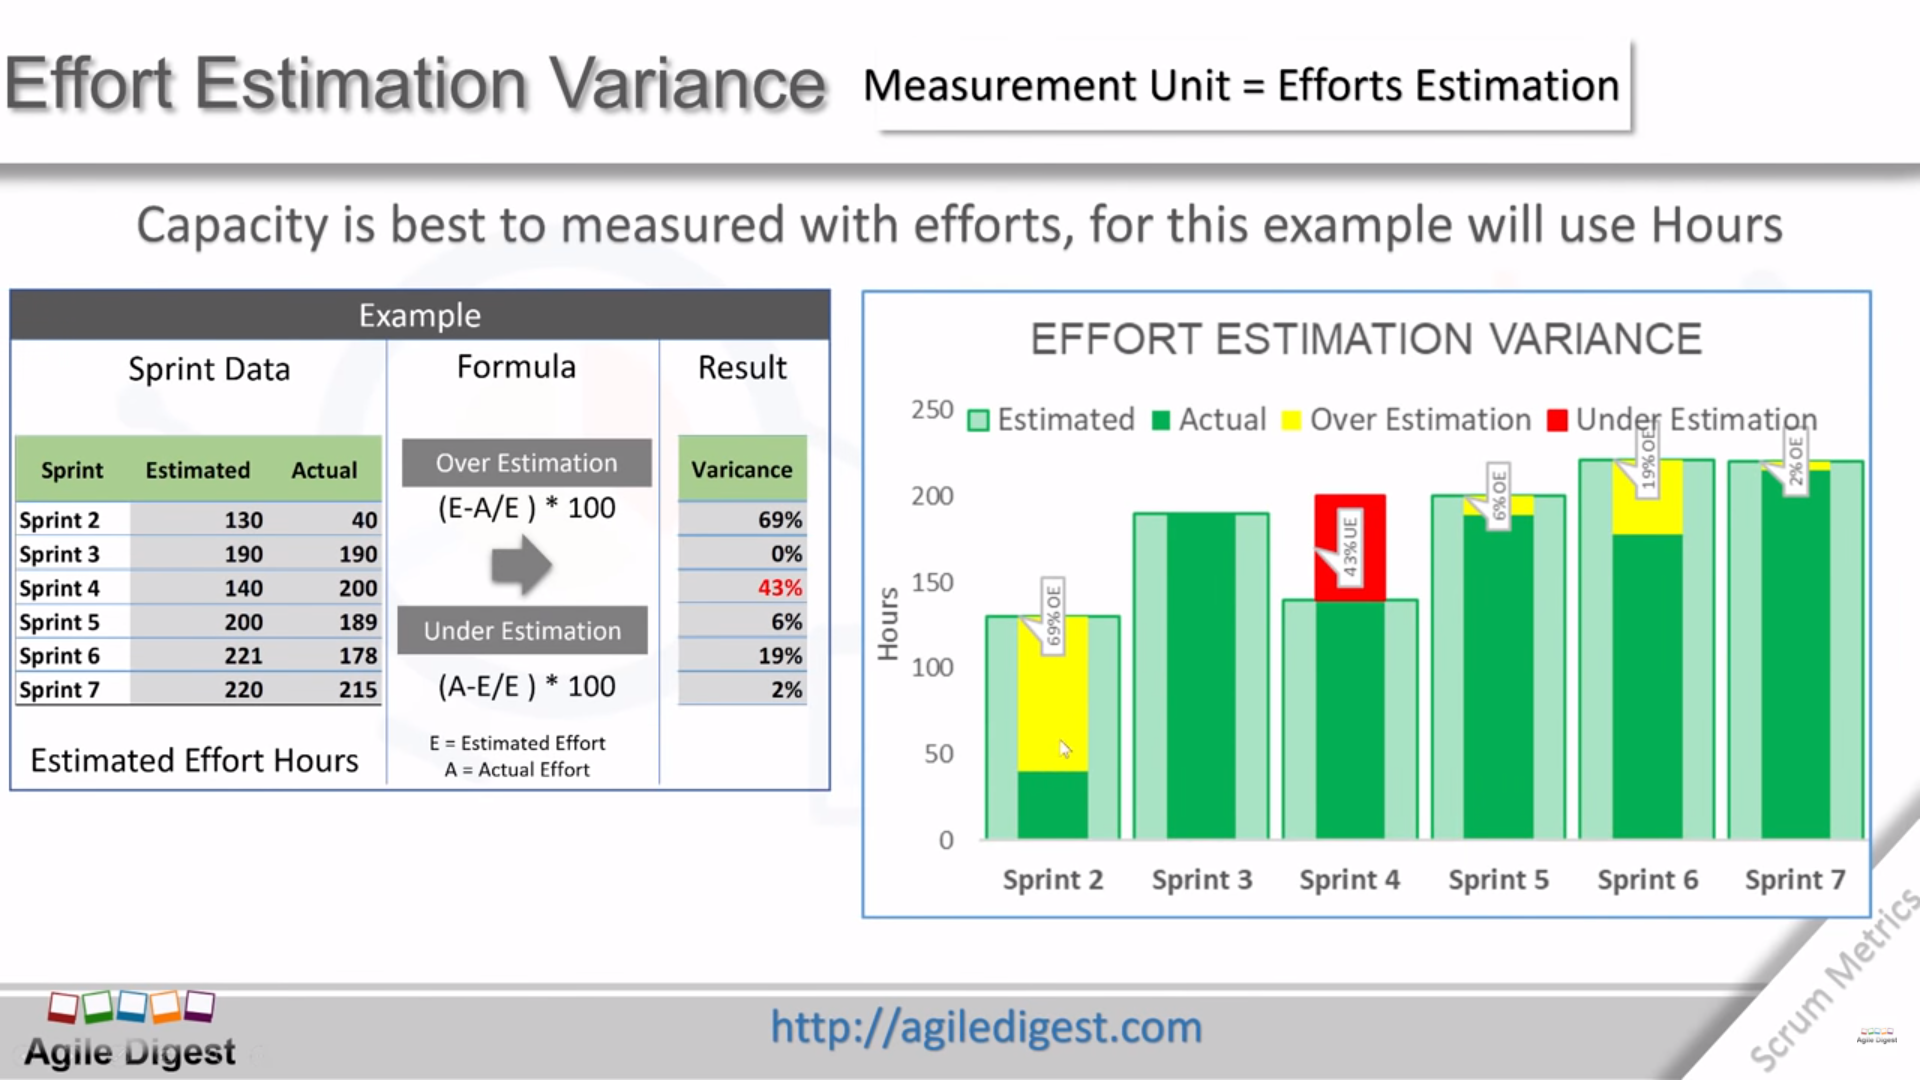 Effort Estimation Variance
Measurement Unit = Efforts Estimation
Capacity is best to measured with efforts, for this example will use Hours
Example
Sprint Data
Sprint Estimated Actual
Sprint 2 130 40
Sprint 3 190 190
Sprint 4 140 200
Sprint 5 200 189
Sprint 6 221 178
Sprint 7 220 215
Estimated Effort Hours
Formula
Over Estimation
(E-A/E ) * 100
Under Estimation
(A-E/E ) * 100
E = Estimated Effort
A = Actual Effort
Result
Varicance
69%
0%
43%
6%
19%
2%
EFFORT ESTIMATION VARIANCE
Estimated Actual Over Estimation Under Estimation
250
200
150
100
50
0
Hours
69% OE
43% UE
6% OE
19% OE
2% OE
Sprint 2 Sprint 3 Sprint 4 Sprint 5 Sprint 6 Sprint 7
Agile Digest
http://agiledigest.com
Scrum Metrics
Agile Digest